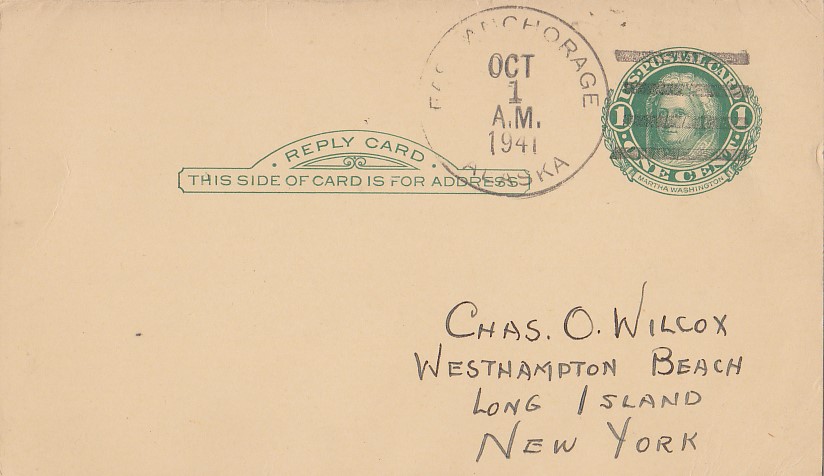 ANCHORAGE
OCT
1
A.M.
1941
ALASKA
U.S. POSTAL CARD
1 1
ONE CENT
MARTHA WASHINGTON
REPLY CARD
THIS SIDE OF CARD IS FOR ADDRESS
CHAS. O. WILCOX
WESTHAMPTON BEACH
LONG ISLAND
NEW YORK